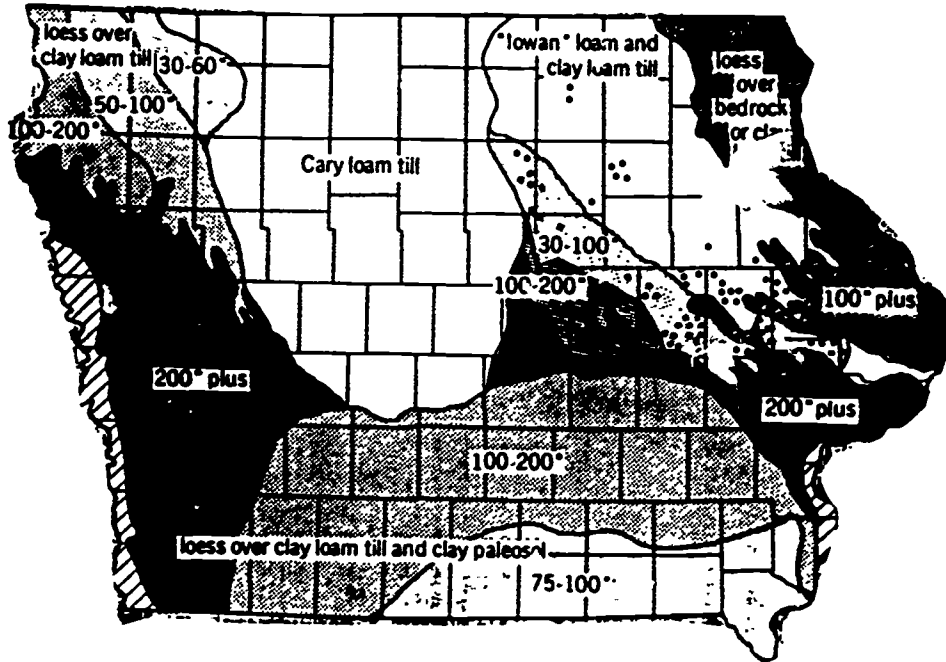 loess over
clay loam till
30-60"
50-100"
100-200"
"Iowan" loam and
clay loam till
loess
over
bedrock
or
Cary loam till
30-100"
100-200"
100" plus
200" plus
200" plus
100-200"
loess over clay loam till and clay paleosol
75-100"